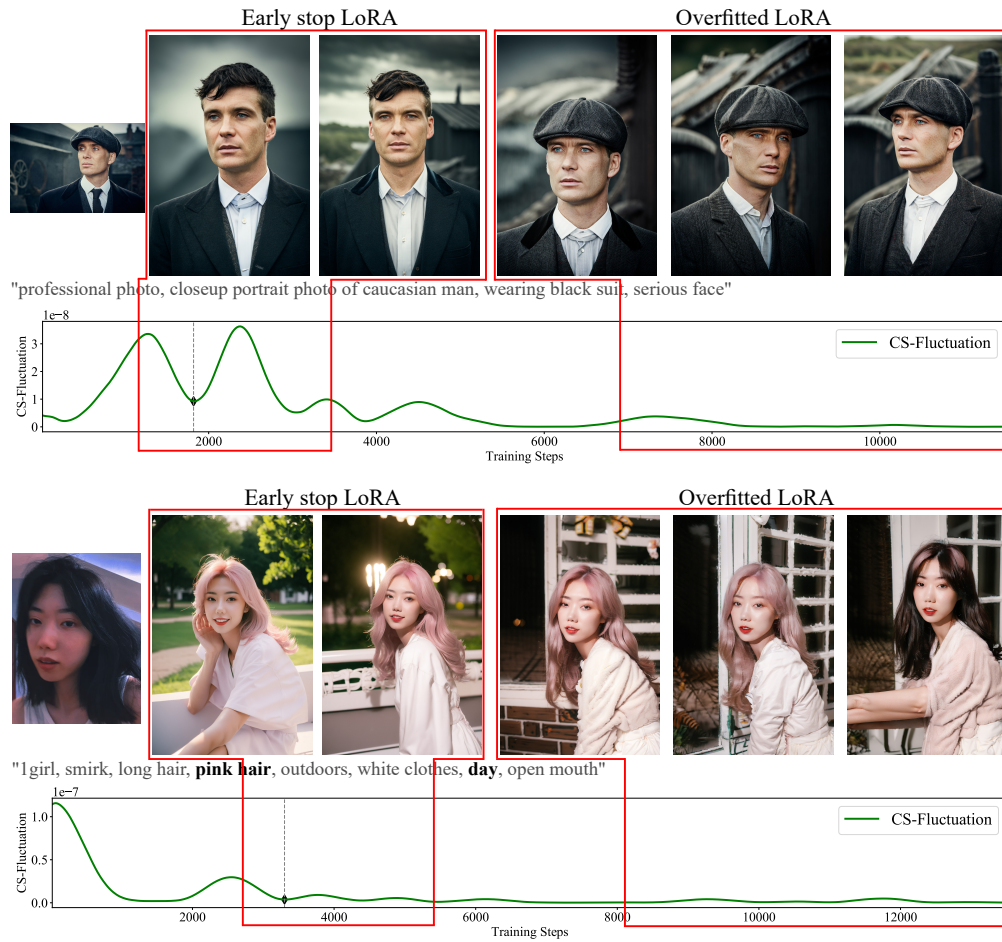 Early stop LoRA
Overfitted LoRA
"professional photo, closeup portrait photo of caucasian man, wearing black suit, serious face"
1e−8
CS-Fluctuation
3
2
1
0
CS-Fluctuation
2000
4000
6000
8000
10000
Training Steps
Early stop LoRA
Overfitted LoRA
"1girl, smirk, long hair, pink hair, outdoors, white clothes, day, open mouth"
1e−7
CS-Fluctuation
1.0
0.5
0.0
CS-Fluctuation
2000
4000
6000
8000
10000
12000
Training Steps